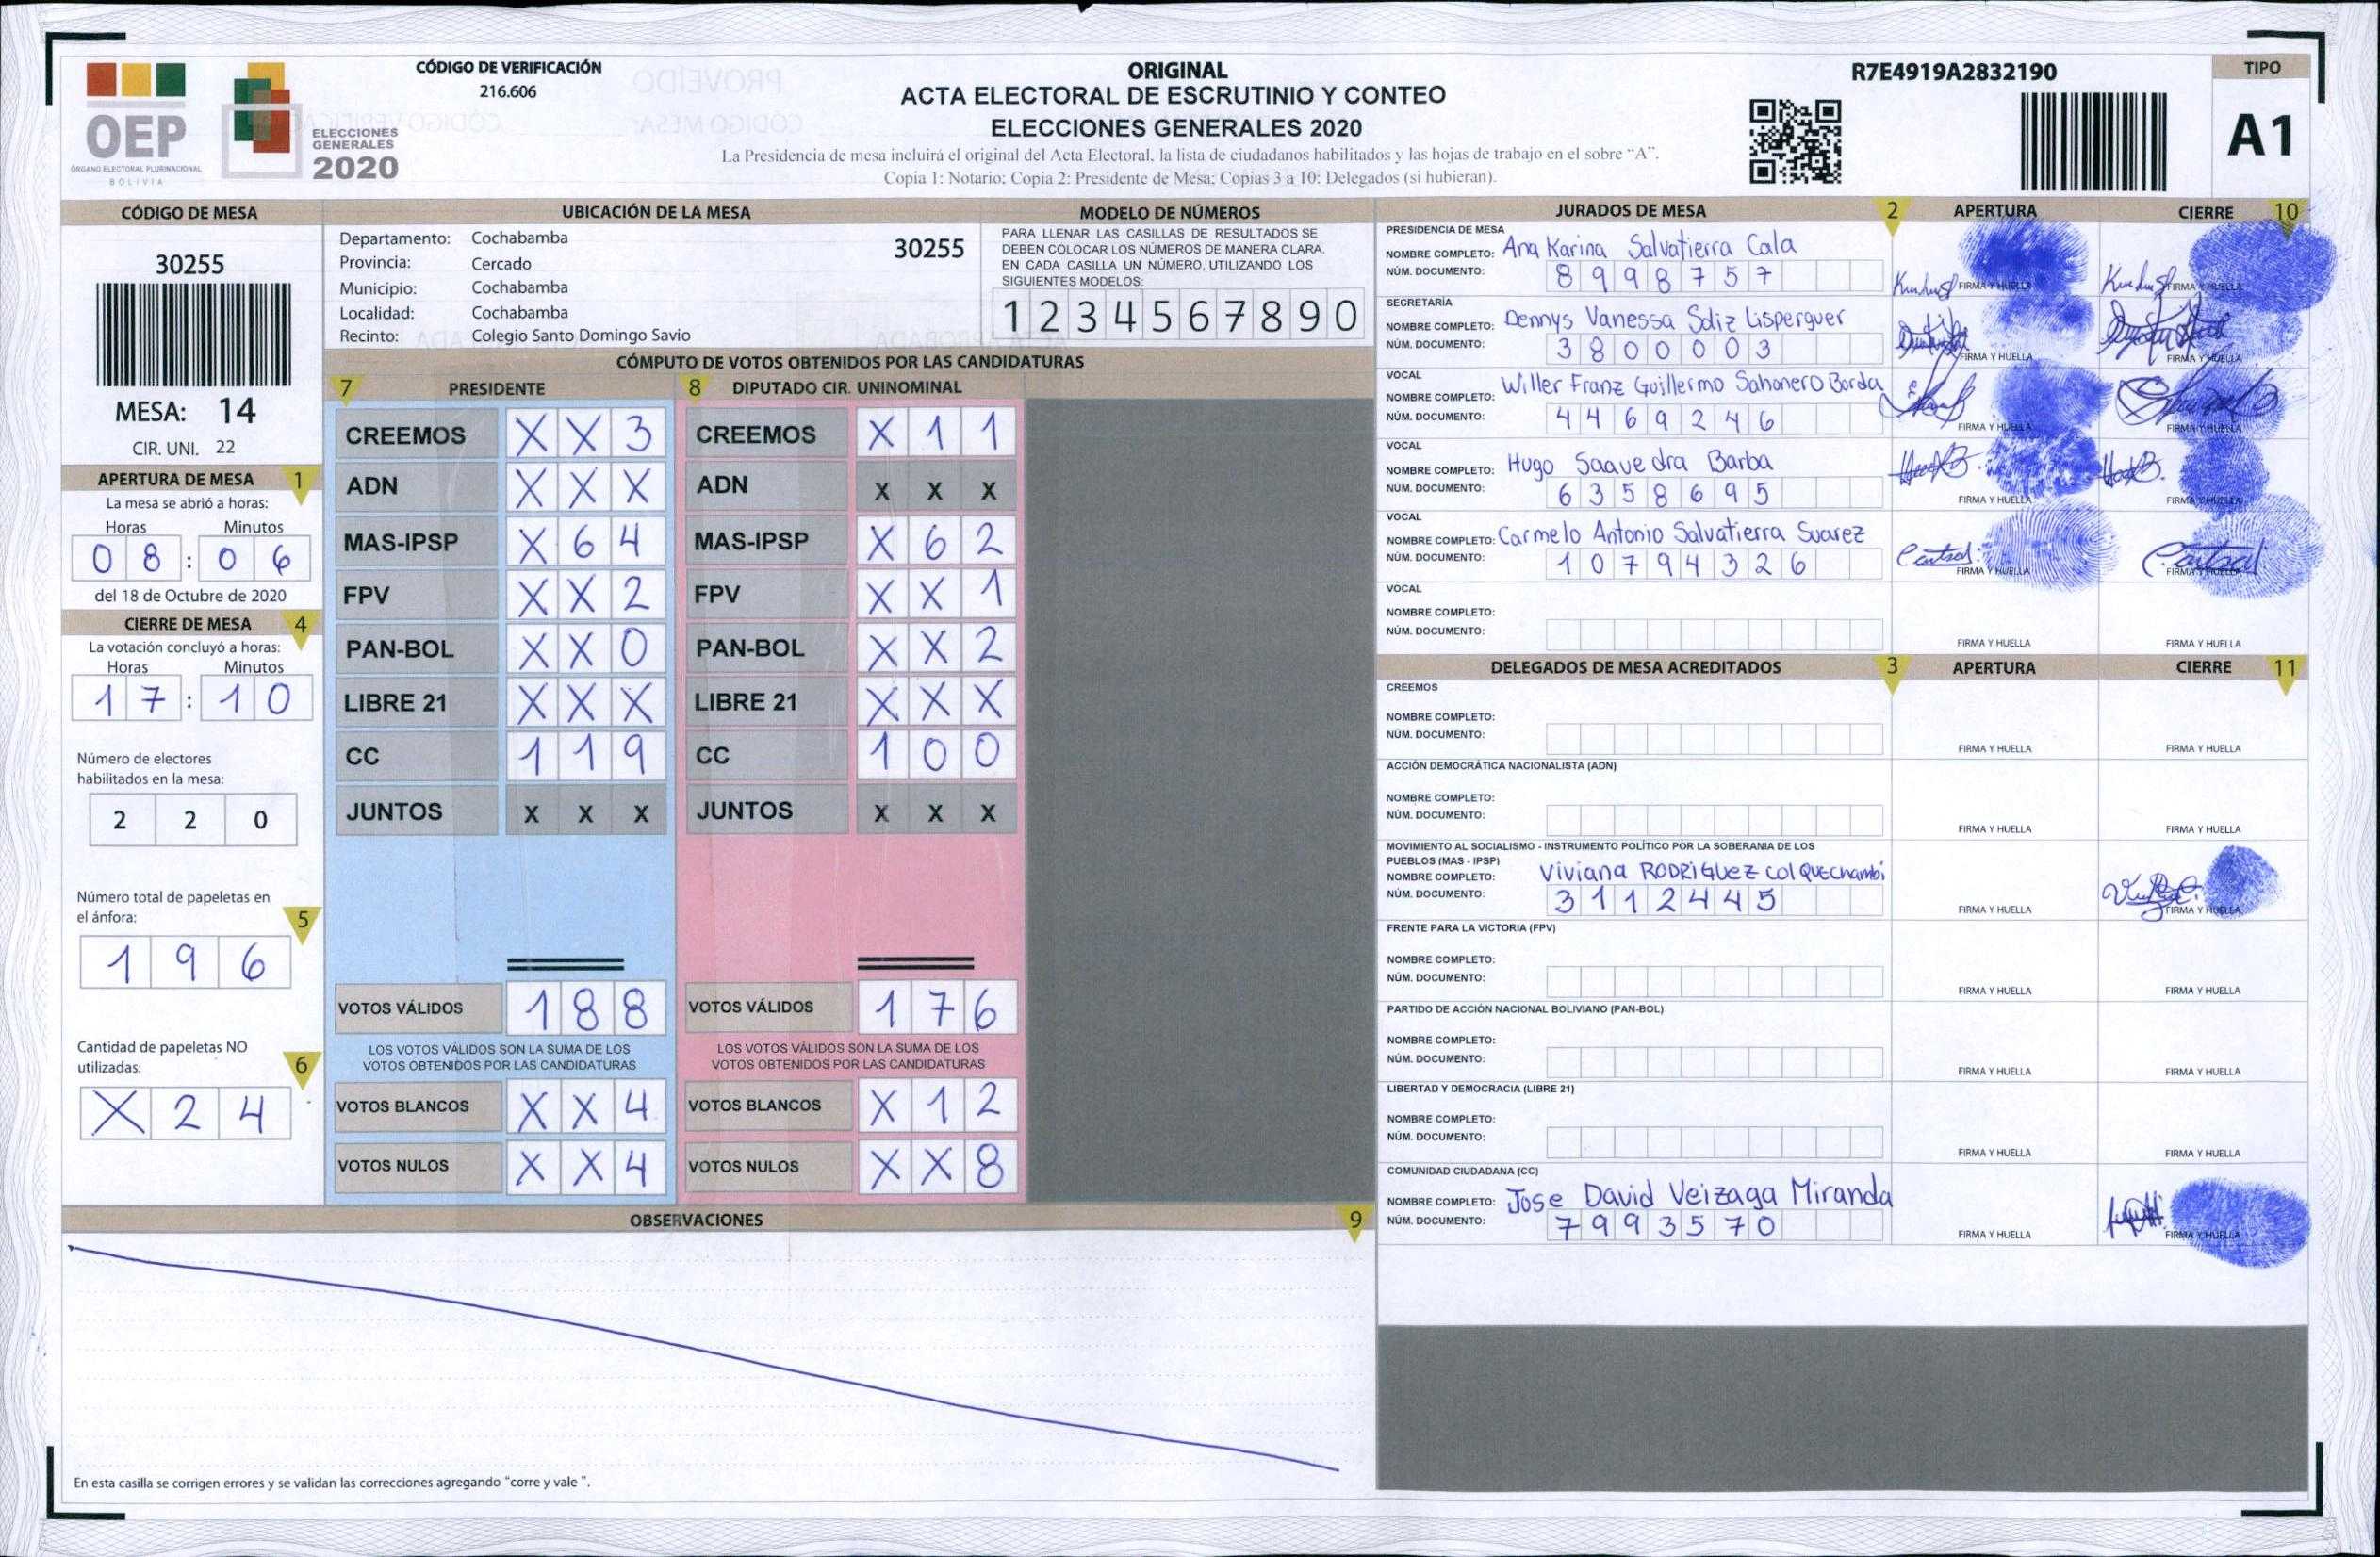 OEP
ÓRGANO ELECTORAL PLURINACIONAL
BOLIVIA
ELECCIONES
GENERALES
2020
CÓDIGO DE VERIFICACIÓN
216.606
ORIGINAL
ACTA ELECTORAL DE ESCRUTINIO Y CONTEO
ELECCIONES GENERALES 2020
La Presidencia de mesa incluirá el original del Acta Electoral, la lista de ciudadanos habilitados y las hojas de trabajo en el sobre "A".
Copia 1: Notario; Copia 2: Presidente de Mesa; Copias 3 a 10: Delegados (si hubieran).
R7E4919A2832190
TIPO
A1
CÓDIGO DE MESA
30255
MESA: 14
CIR. UNI. 22
APERTURA DE MESA 1
La mesa se abrió a horas:
Horas Minutos
0 8 : 0 6
del 18 de Octubre de 2020
CIERRE DE MESA 4
La votación concluyó a horas:
Horas Minutos
1 7 : 1 0
Número de electores
habilitados en la mesa:
2 2 0
Número total de papeletas en
el ánfora: 5
1 9 6
Cantidad de papeletas NO
utilizadas: 6
X 2 4
UBICACIÓN DE LA MESA
Departamento: Cochabamba 30255
Provincia: Cercado
Municipio: Cochabamba
Localidad: Cochabamba
Recinto: Colegio Santo Domingo Savio
MODELO DE NÚMEROS
PARA LLENAR LAS CASILLAS DE RESULTADOS SE
DEBEN COLOCAR LOS NÚMEROS DE MANERA CLARA.
EN CADA CASILLA UN NÚMERO, UTILIZANDO LOS
SIGUIENTES MODELOS:
1 2 3 4 5 6 7 8 9 0
CÓMPUTO DE VOTOS OBTENIDOS POR LAS CANDIDATURAS
7 PRESIDENTE 8 DIPUTADO CIR. UNINOMINAL
CREEMOS X X 3 CREEMOS X 1 1
ADN X X X ADN X X X
MAS-IPSP X 6 4 MAS-IPSP X 6 2
FPV X X 2 FPV X X 1
PAN-BOL X X 0 PAN-BOL X X 2
LIBRE 21 X X X LIBRE 21 X X X
CC 1 1 9 CC 1 0 0
JUNTOS X X X JUNTOS X X X
VOTOS VÁLIDOS 1 8 8 VOTOS VÁLIDOS 1 7 6
LOS VOTOS VÁLIDOS SON LA SUMA DE LOS LOS VOTOS VÁLIDOS SON LA SUMA DE LOS
VOTOS OBTENIDOS POR LAS CANDIDATURAS VOTOS OBTENIDOS POR LAS CANDIDATURAS
VOTOS BLANCOS X X 4 VOTOS BLANCOS X 1 2
VOTOS NULOS X X 4 VOTOS NULOS X X 8
OBSERVACIONES 9
En esta casilla se corrigen errores y se validan las correcciones agregando "corre y vale ".
JURADOS DE MESA 2 APERTURA CIERRE 10
PRESIDENCIA DE MESA
NOMBRE COMPLETO: Ana Karina Salvatierra Cala
NÚM. DOCUMENTO: 8 9 9 8 7 5 7 FIRMA Y HUELLA FIRMA Y HUELLA
SECRETARÍA
NOMBRE COMPLETO: Dennys Vanessa Soliz Lisperguer
NÚM. DOCUMENTO: 3 8 0 0 0 0 3 FIRMA Y HUELLA FIRMA Y HUELLA
VOCAL
NOMBRE COMPLETO: Willer Franz Guillermo Sahonero Borda
NÚM. DOCUMENTO: 4 4 6 9 2 4 6 FIRMA Y HUELLA FIRMA Y HUELLA
VOCAL
NOMBRE COMPLETO: Hugo Saavedra Barba
NÚM. DOCUMENTO: 6 3 5 8 6 9 5 FIRMA Y HUELLA FIRMA Y HUELLA
VOCAL
NOMBRE COMPLETO: Carmelo Antonio Salvatierra Suarez
NÚM. DOCUMENTO: 1 0 7 9 4 3 2 6 FIRMA Y HUELLA FIRMA Y HUELLA
VOCAL
NOMBRE COMPLETO:
NÚM. DOCUMENTO: FIRMA Y HUELLA FIRMA Y HUELLA
DELEGADOS DE MESA ACREDITADOS 3 APERTURA CIERRE 11
CREEMOS
NOMBRE COMPLETO:
NÚM. DOCUMENTO: FIRMA Y HUELLA FIRMA Y HUELLA
ACCIÓN DEMOCRÁTICA NACIONALISTA (ADN)
NOMBRE COMPLETO:
NÚM. DOCUMENTO: FIRMA Y HUELLA FIRMA Y HUELLA
MOVIMIENTO AL SOCIALISMO - INSTRUMENTO POLÍTICO POR LA SOBERANIA DE LOS
PUEBLOS (MAS - IPSP)
NOMBRE COMPLETO: Viviana RODRiGUez colQUEchambi
NÚM. DOCUMENTO: 3 1 1 2 4 4 5 FIRMA Y HUELLA FIRMA Y HUELLA
FRENTE PARA LA VICTORIA (FPV)
NOMBRE COMPLETO:
NÚM. DOCUMENTO: FIRMA Y HUELLA FIRMA Y HUELLA
PARTIDO DE ACCIÓN NACIONAL BOLIVIANO (PAN-BOL)
NOMBRE COMPLETO:
NÚM. DOCUMENTO: FIRMA Y HUELLA FIRMA Y HUELLA
LIBERTAD Y DEMOCRACIA (LIBRE 21)
NOMBRE COMPLETO:
NÚM. DOCUMENTO: FIRMA Y HUELLA FIRMA Y HUELLA
COMUNIDAD CIUDADANA (CC)
NOMBRE COMPLETO: Jose David Veizaga Miranda
NÚM. DOCUMENTO: 7 9 9 3 5 7 0 FIRMA Y HUELLA FIRMA Y HUELLA